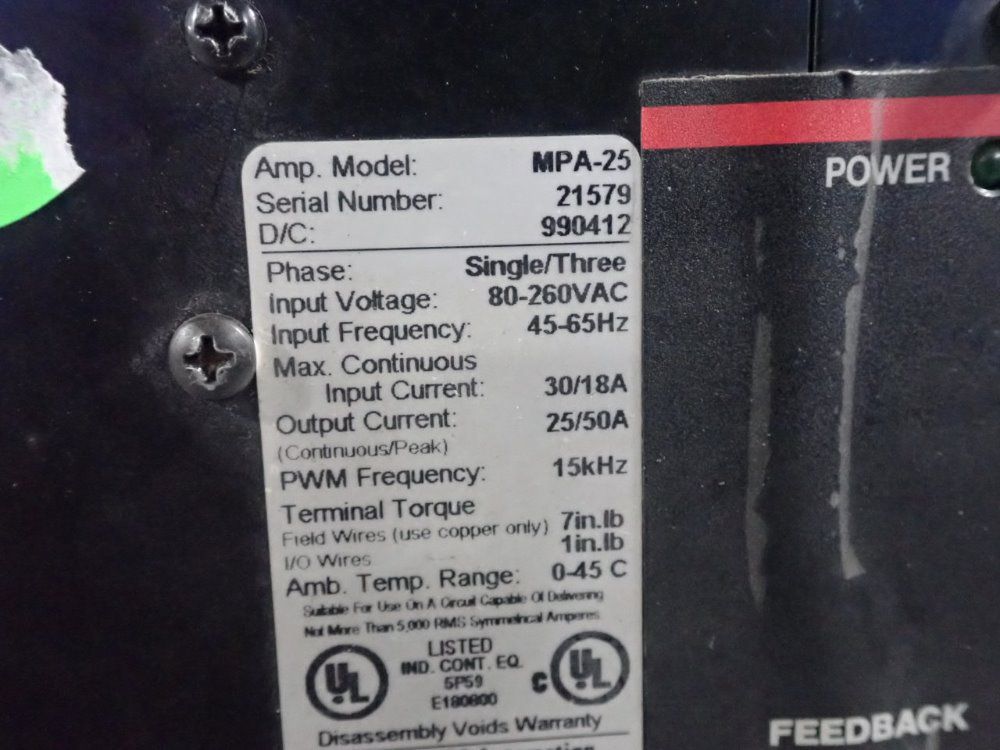 Amp. Model: MPA-25
Serial Number: 21579
D/C: 990412
Phase: Single/Three
Input Voltage: 80-260VAC
Input Frequency: 45-65Hz
Max. Continuous
Input Current: 30/18A
Output Current: 25/50A
(Continuous/Peak)
PWM Frequency: 15kHz
Terminal Torque
Field Wires (use copper only) 7in.lb
I/O Wires 1in.lb
Amb. Temp. Range: 0-45 C
Suitable For Use On A Circuit Capable Of Delivering
Not More Than 5,000 RMS Symmetrical Amperes
UL
LISTED
IND. CONT. EQ.
5P59
E180800
c UL
Disassembly Voids Warranty
POWER
FEEDBACK